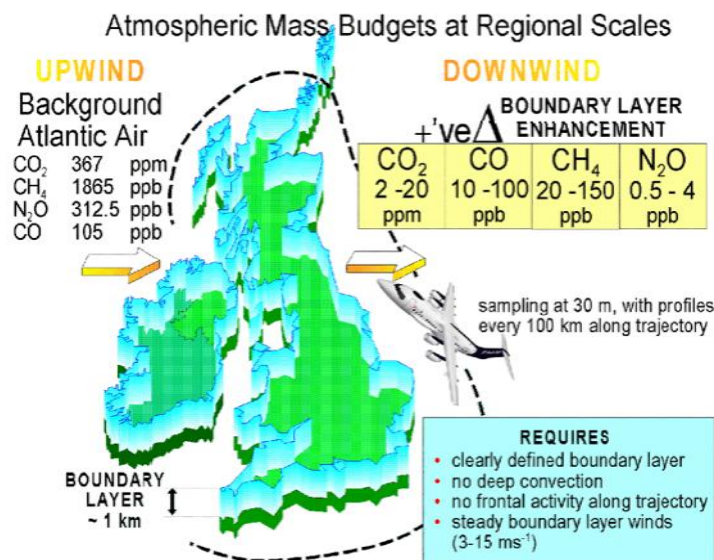 Atmospheric Mass Budgets at Regional Scales
UPWIND
Background
Atlantic Air
CO₂ 367 ppm
CH₄ 1865 ppb
N₂O 312.5 ppb
CO 105 ppb
DOWNWIND
+'ve Δ BOUNDARY LAYER
ENHANCEMENT
CO₂ CO CH₄ N₂O
2 -20 10 -100 20 -150 0.5 - 4
ppm ppb ppb ppb
sampling at 30 m, with profiles
every 100 km along trajectory
BOUNDARY
LAYER
~ 1 km
REQUIRES
• clearly defined boundary layer
• no deep convection
• no frontal activity along trajectory
• steady boundary layer winds
(3-15 ms⁻¹)